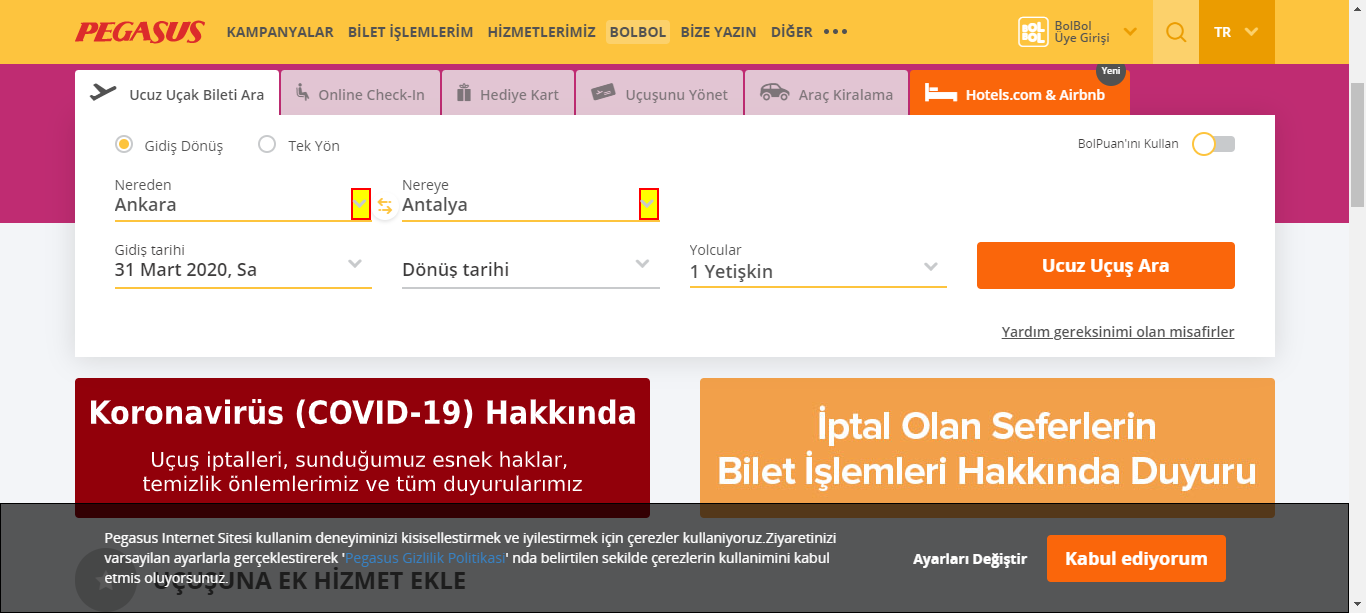 PEGASUS KAMPANYALAR BİLET İŞLEMLERİM HİZMETLERİMİZ BOLBOL BİZE YAZIN DİĞER ••• BOLBOL BolBol Üye Girişi TR
Ucuz Uçak Bileti Ara Online Check-In Hediye Kart Uçuşunu Yönet Araç Kiralama Hotels.com & Airbnb Yeni
Gidiş Dönüş Tek Yön BolPuan'ını Kullan
Nereden Nereye
Ankara Antalya
Gidiş tarihi Yolcular
31 Mart 2020, Sa Dönüş tarihi 1 Yetişkin Ucuz Uçuş Ara
Yardım gereksinimi olan misafirler
Koronavirüs (COVID-19) Hakkında
Uçuş iptalleri, sunduğumuz esnek haklar,
temizlik önlemlerimiz ve tüm duyurularımız
İptal Olan Seferlerin
Bilet İşlemleri Hakkında Duyuru
Pegasus Internet Sitesi kullanim deneyiminizi kisisellestirmek ve iyilestirmek için çerezler kullaniyoruz.Ziyaretinizi
varsayilan ayarlarla gerçeklestirerek 'Pegasus Gizlilik Politikasi' nda belirtilen sekilde çerezlerin kullanimini kabul
etmis oluyorsunuz.
Ayarları Değiştir Kabul ediyorum
UÇUŞUNA EK HİZMET EKLE